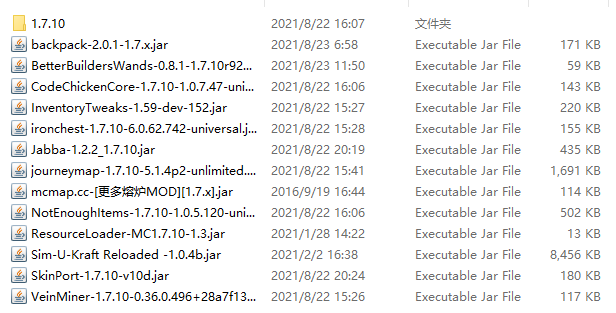 1.7.10 2021/8/22 16:07 文件夹
backpack-2.0.1-1.7.x.jar 2021/8/23 6:58 Executable Jar File 171 KB
BetterBuildersWands-0.8.1-1.7.10r92... 2021/8/23 11:50 Executable Jar File 59 KB
CodeChickenCore-1.7.10-1.0.7.47-uni... 2021/8/22 16:06 Executable Jar File 143 KB
InventoryTweaks-1.59-dev-152.jar 2021/8/22 15:27 Executable Jar File 220 KB
ironchest-1.7.10-6.0.62.742-universal.j... 2021/8/22 15:28 Executable Jar File 155 KB
Jabba-1.2.2_1.7.10.jar 2021/8/22 20:19 Executable Jar File 435 KB
journeymap-1.7.10-5.1.4p2-unlimited.... 2021/8/22 15:41 Executable Jar File 1,691 KB
mcmap.cc-[更多熔炉MOD][1.7.x].jar 2016/9/19 16:44 Executable Jar File 114 KB
NotEnoughItems-1.7.10-1.0.5.120-uni... 2021/8/22 16:06 Executable Jar File 502 KB
ResourceLoader-MC1.7.10-1.3.jar 2021/1/28 14:22 Executable Jar File 13 KB
Sim-U-Kraft Reloaded -1.0.4b.jar 2021/2/2 16:38 Executable Jar File 8,456 KB
SkinPort-1.7.10-v10d.jar 2021/8/22 20:24 Executable Jar File 180 KB
VeinMiner-1.7.10-0.36.0.496+28a7f13... 2021/8/22 15:26 Executable Jar File 117 KB